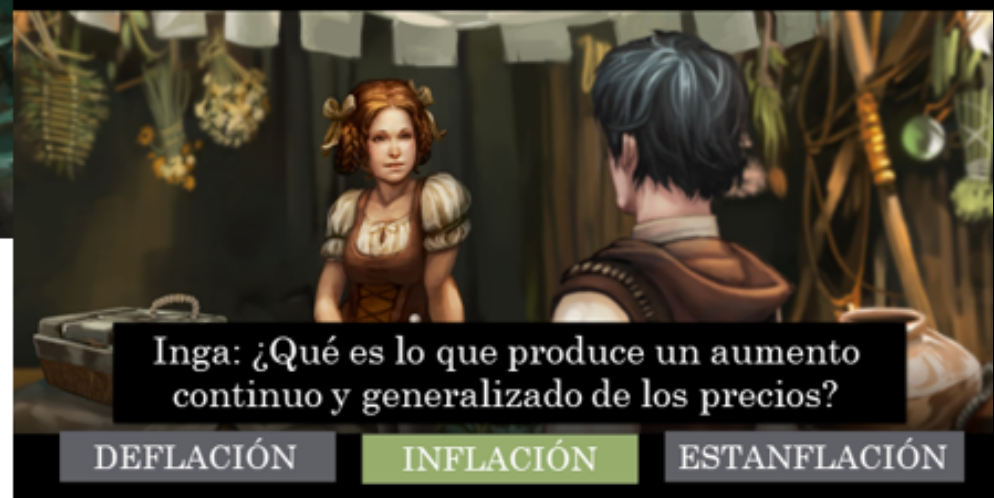 Inga: ¿Qué es lo que produce un aumento
continuo y generalizado de los precios?
DEFLACIÓN
INFLACIÓN
ESTANFLACIÓN